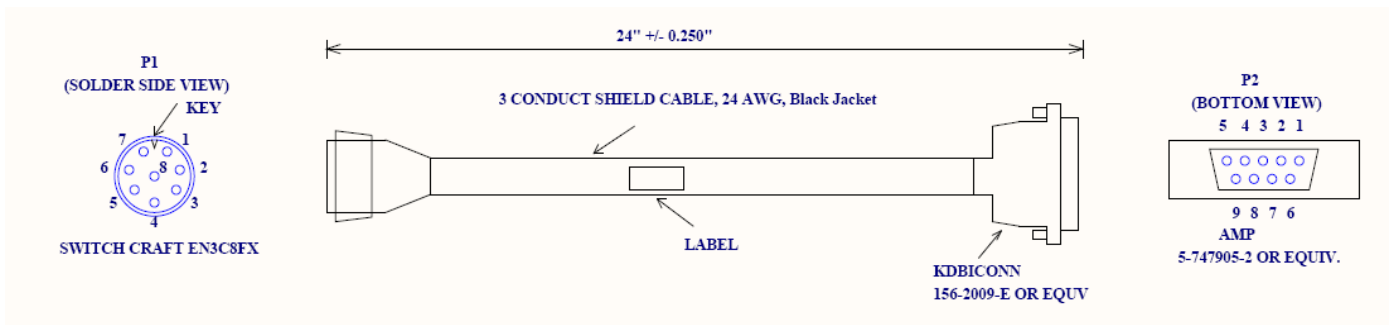 24" +/- 0.250"
P1
(SOLDER SIDE VIEW)
KEY
7 1
6 8 2
5 3
4
SWITCH CRAFT EN3C8FX
3 CONDUCT SHIELD CABLE, 24 AWG, Black Jacket
LABEL
KDBICONN
156-2009-E OR EQUV
P2
(BOTTOM VIEW)
5 4 3 2 1
9 8 7 6
AMP
5-747905-2 OR EQUIV.